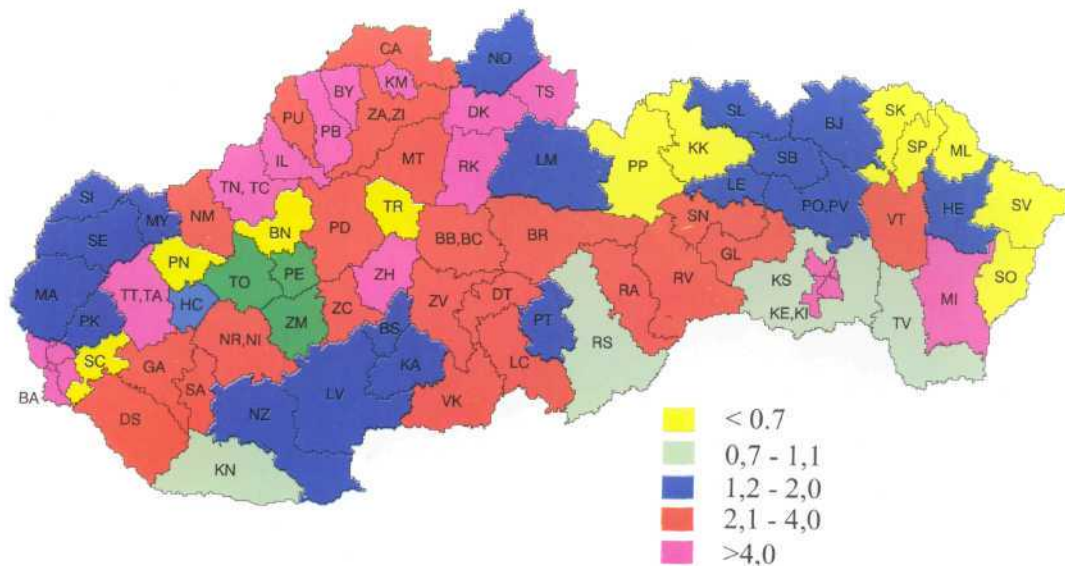 CA
NO
KM
BY
TS
PU
PB
ZA, ZI
DK
SL
BJ
SK
SP
ML
IL
MT
RK
LM
PP
KK
SB
TN, TC
LE
PO,PV
VT
HE
SV
SI
MY
NM
TR
SN
SE
BN
PD
BB,BC
BR
GL
SO
PN
TO
PE
ZH
KS
MA
TT,TA
HC
RA
RV
MI
PK
ZM
ZC
ZV
DT
KE,KI
TV
BS
PT
NR,NI
RS
SC
GA
KA
LC
SA
LV
VK
BA
DS
NZ
KN
< 0.7
0,7 - 1,1
1,2 - 2,0
2,1 - 4,0
>4,0